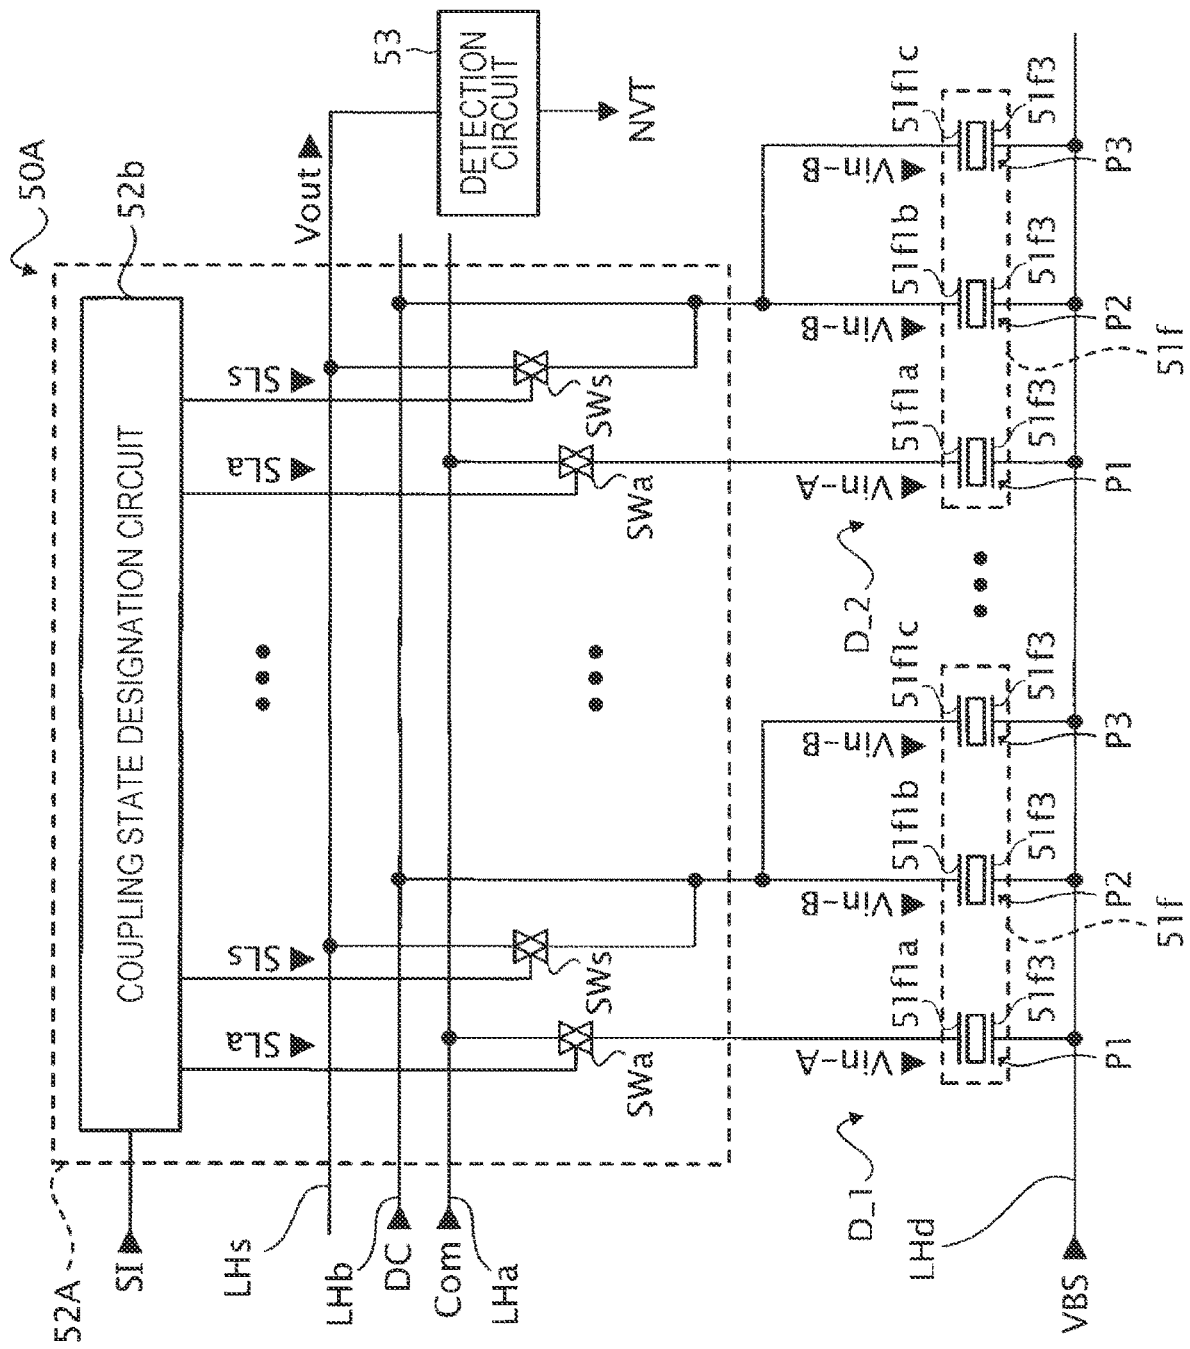 50A
52A
52b
COUPLING STATE DESIGNATION CIRCUIT
SI
SLa
SLs
SLa
SLs
Vout
53
DETECTION
CIRCUIT
NVT
LHs
LHb
DC
Com
LHa
SWa
SWs
SWa
SWs
D_1
D_2
Vin-A
Vin-B
Vin-B
Vin-A
Vin-B
Vin-B
51f1a
51f1b
51f1c
51f1a
51f1b
51f1c
51f3
51f3
51f3
51f3
51f3
51f3
LHd
VBS
P1
P2
P3
P1
P2
P3
51f
51f